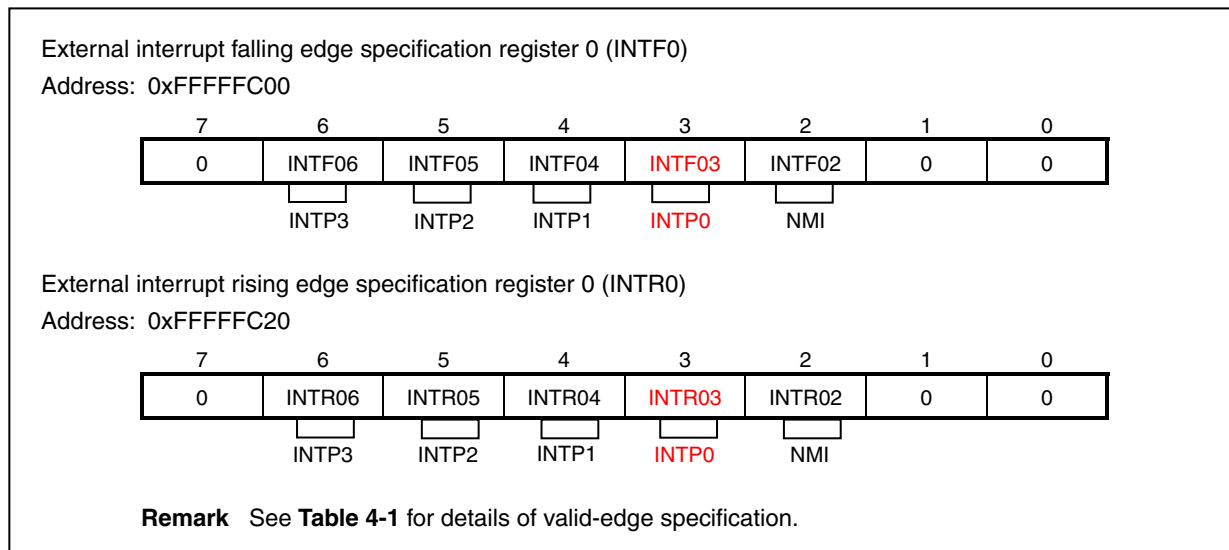 External interrupt falling edge specification register 0 (INTF0)
Address: 0xFFFFFC00
7 6 5 4 3 2 1 0
0 INTF06 INTF05 INTF04 INTF03 INTF02 0 0
INTP3 INTP2 INTP1 INTP0 NMI
External interrupt rising edge specification register 0 (INTR0)
Address: 0xFFFFFC20
7 6 5 4 3 2 1 0
0 INTR06 INTR05 INTR04 INTR03 INTR02 0 0
INTP3 INTP2 INTP1 INTP0 NMI
Remark See Table 4-1 for details of valid-edge specification.